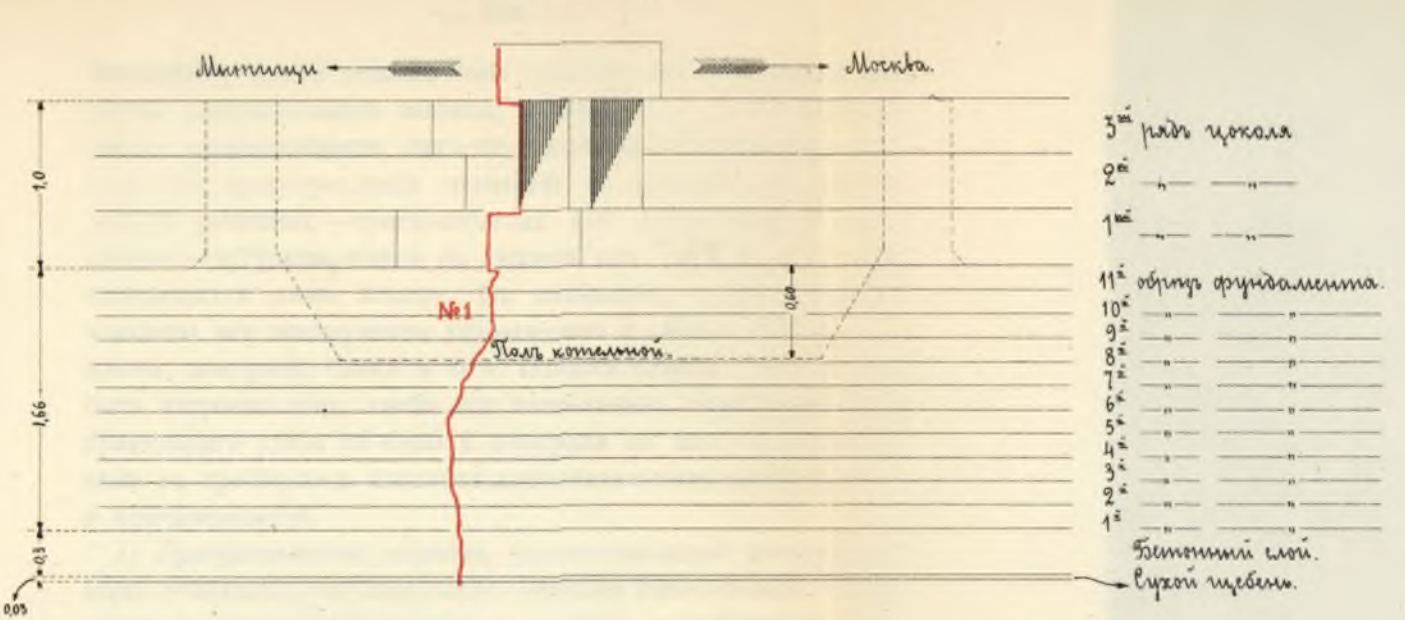 Мытищи
Москва.
3ий рядъ цоколя
2й " "
1ый " "
11й обрѣзъ фундамента.
10й " "
9й " "
8й " "
7й " "
6й " "
5й " "
4й " "
3й " "
2й " "
1й " "
Бетонный слой.
Сухой щебень.
1,0
№1
0,60
Полъ котельной.
1,66
0,3
0,05